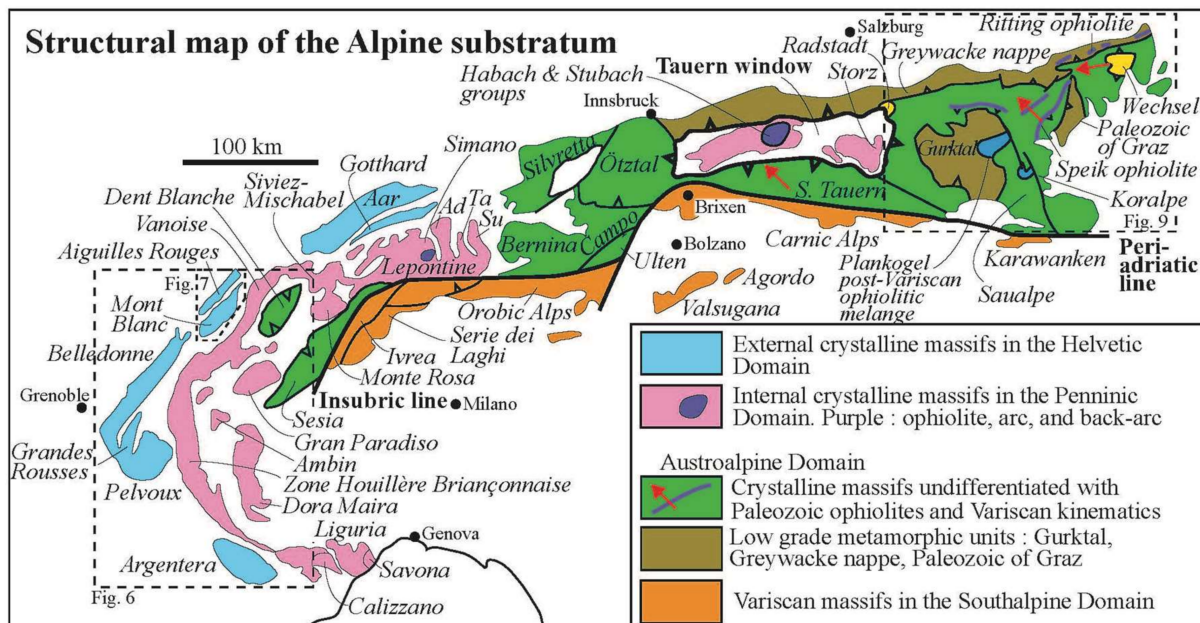 Structural map of the Alpine substratum
Salzburg
Ritting ophiolite
Radstadt
Greywacke nappe
Habach & Stubach
groups
Tauern window
Storz
Innsbruck
Wechsel
100 km
Simano
Gotthard
Silvretta
Ötztal
Gurktal
Paleozoic
of Graz
Speik ophiolite
Siviez-
Mischabel
Dent Blanche
Vanoise
Aar
Ad
Ta
Su
S. Tauern
Koralpe
Aiguilles Rouges
Bernina
Campo
Brixen
Fig. 9
Lepontine
Ulten
Bolzano
Carnic Alps
Karawanken
Peri-
adriatic
line
Fig. 7
Mont
Blanc
Agordo
Plankogel
post-Variscan
ophiolitic
melange
Saualpe
Orobic Alps
Valsugana
Belledonne
Serie dei
Laghi
Ivrea
Monte Rosa
Grenoble
Insubric line
Milano
Sesia
Gran Paradiso
Grandes
Rousses
Ambin
Pelvoux
Zone Houillère Briançonnaise
Dora Maira
Liguria
Genova
Argentera
Savona
Fig. 6
Calizzano
External crystalline massifs in the Helvetic
Domain
Internal crystalline massifs in the Penninic
Domain. Purple : ophiolite, arc, and back-arc
Austroalpine Domain
Crystalline massifs undifferentiated with
Paleozoic ophiolites and Variscan kinematics
Low grade metamorphic units : Gurktal,
Greywacke nappe, Paleozoic of Graz
Variscan massifs in the Southalpine Domain